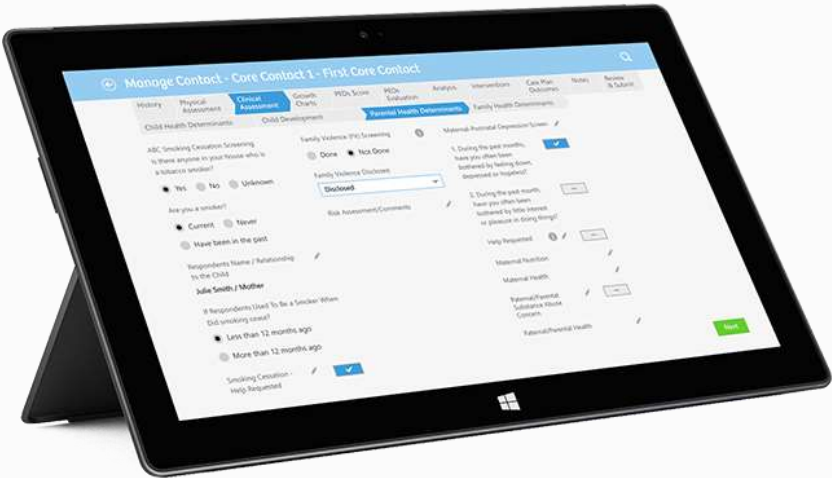 Manage Contact - Core Contact 1 - First Core Contact
History
Physical
Assessment
Clinical
Assessment
Growth
Charts
PEDs Score
PEDs
Evaluation
Analysis
Interventions
Care Plan
Outcomes
Notes
Review
& Submit
Child Health Determinants
Child Development
Parental Health Determinants
Family Health Determinants
ABC Smoking Cessation Screening
Is there anyone in your house who is
a tobacco smoker?
Yes
No
Unknown
Are you a smoker?
Current
Never
Have been in the past
Respondents Name / Relationship
to the Child
Julie Smith / Mother
If Respondents Used To Be a Smoker When
Did smoking cease?
Less than 12 months ago
More than 12 months ago
Smoking Cessation -
Help Requested
Family Violence (FV) Screening
Done
Not Done
Family Violence Disclosed
Disclosed
Risk Assessment/Comments
Maternal Postnatal Depression Screen
1. During the past months,
have you often been
bothered by feeling down,
depressed or hopeless?
2. During the past month,
have you often been
bothered by little interest
or pleasure in doing things?
Help Requested
Maternal Nutrition
Maternal Health
Paternal/Parental
Substance Abuse
Concern
Paternal/Parental Health
Next